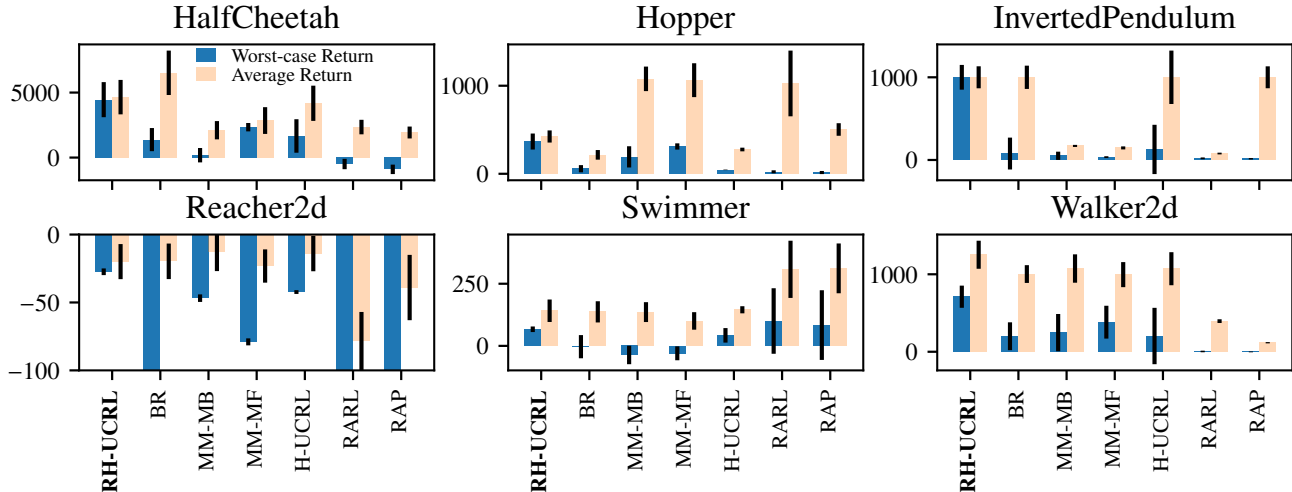 HalfCheetah
Hopper
InvertedPendulum
Worst-case Return
Average Return
5000
0
1000
0
1000
0
Reacher2d
Swimmer
Walker2d
0
−50
−100
250
0
1000
0
RH-UCRL
BR
MM-MB
MM-MF
H-UCRL
RARL
RAP
RH-UCRL
BR
MM-MB
MM-MF
H-UCRL
RARL
RAP
RH-UCRL
BR
MM-MB
MM-MF
H-UCRL
RARL
RAP